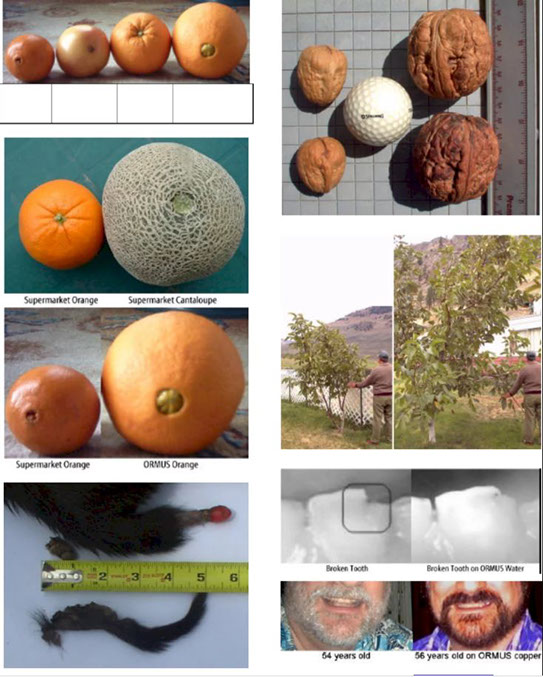 Supermarket Orange Supermarket Cantaloupe
Supermarket Orange ORMUS Orange
2 3 4 5 6
Broken Tooth Broken Tooth on ORMUS Water
54 years old 56 years old on ORMUS copper